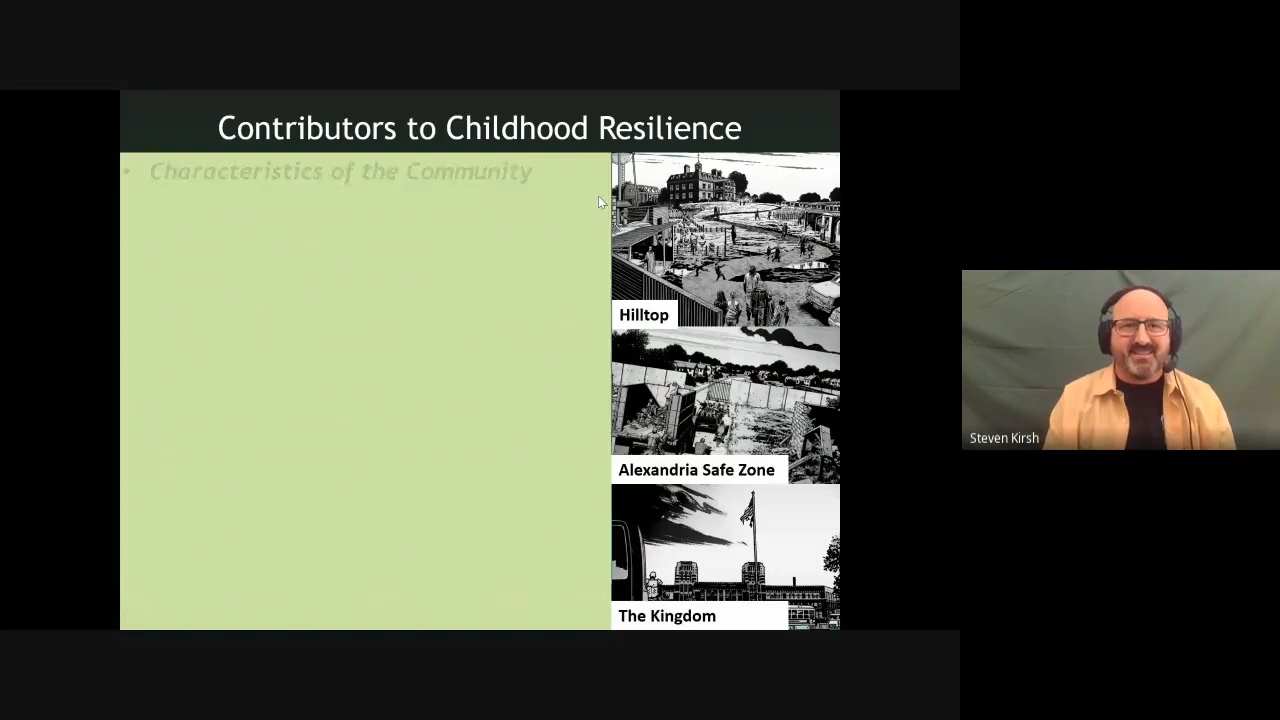 Contributors to Childhood Resilience
• Characteristics of the Community
Hilltop
Alexandria Safe Zone
The Kingdom
Steven Kirsh